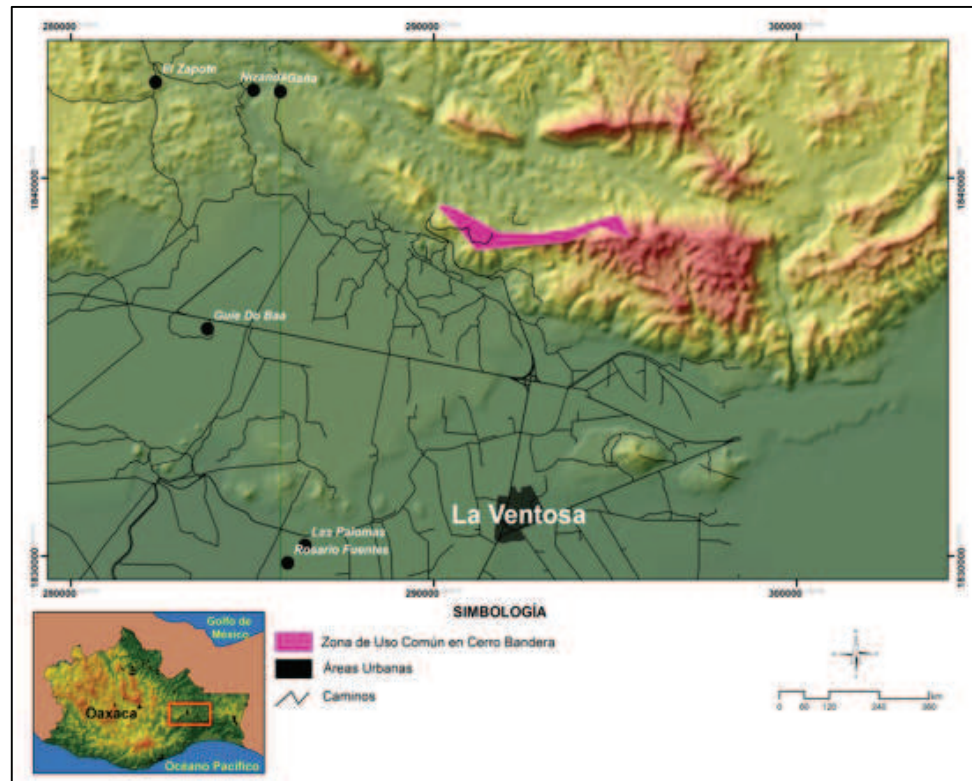 280000 290000 300000
El Zapote
Nizanda Gaña
1840000 1840000
Guie Do Baa
La Ventosa
Las Palomas
Rosario Fuentes
1830000 1830000
280000 290000 300000
SIMBOLOGÍA
Golfo de
México
Zona de Uso Común en Cerro Bandera
Áreas Urbanas
Caminos
Oaxaca
Océano Pacífico
km
0 60 120 240 360